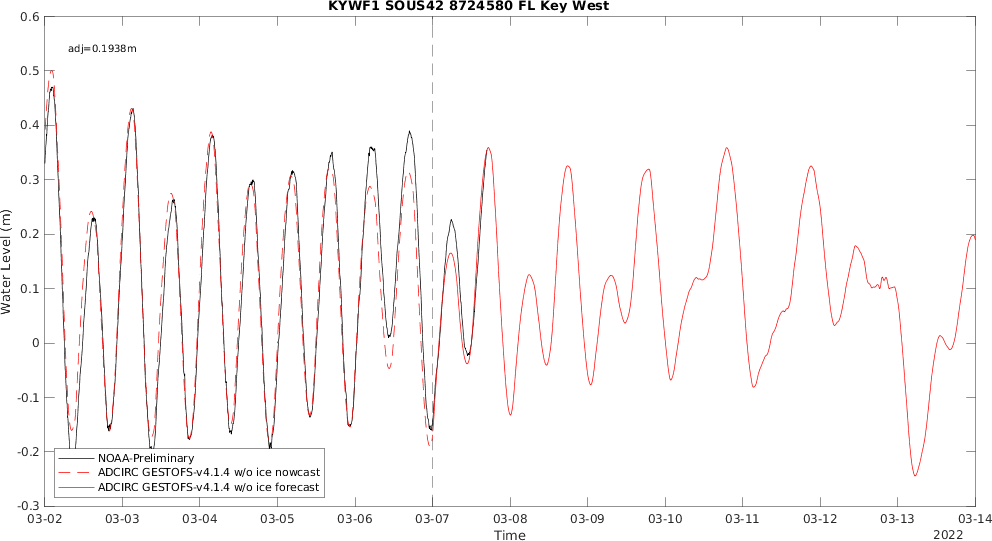 KYWF1 SOUS42 8724580 FL Key West
adj=0.1938m
0.6
0.5
0.4
0.3
0.2
0.1
0
-0.1
-0.2
-0.3
Water Level (m)
NOAA-Preliminary
ADCIRC GESTOFS-v4.1.4 w/o ice nowcast
ADCIRC GESTOFS-v4.1.4 w/o ice forecast
03-02 03-03 03-04 03-05 03-06 03-07 03-08 03-09 03-10 03-11 03-12 03-13 03-14
Time
2022